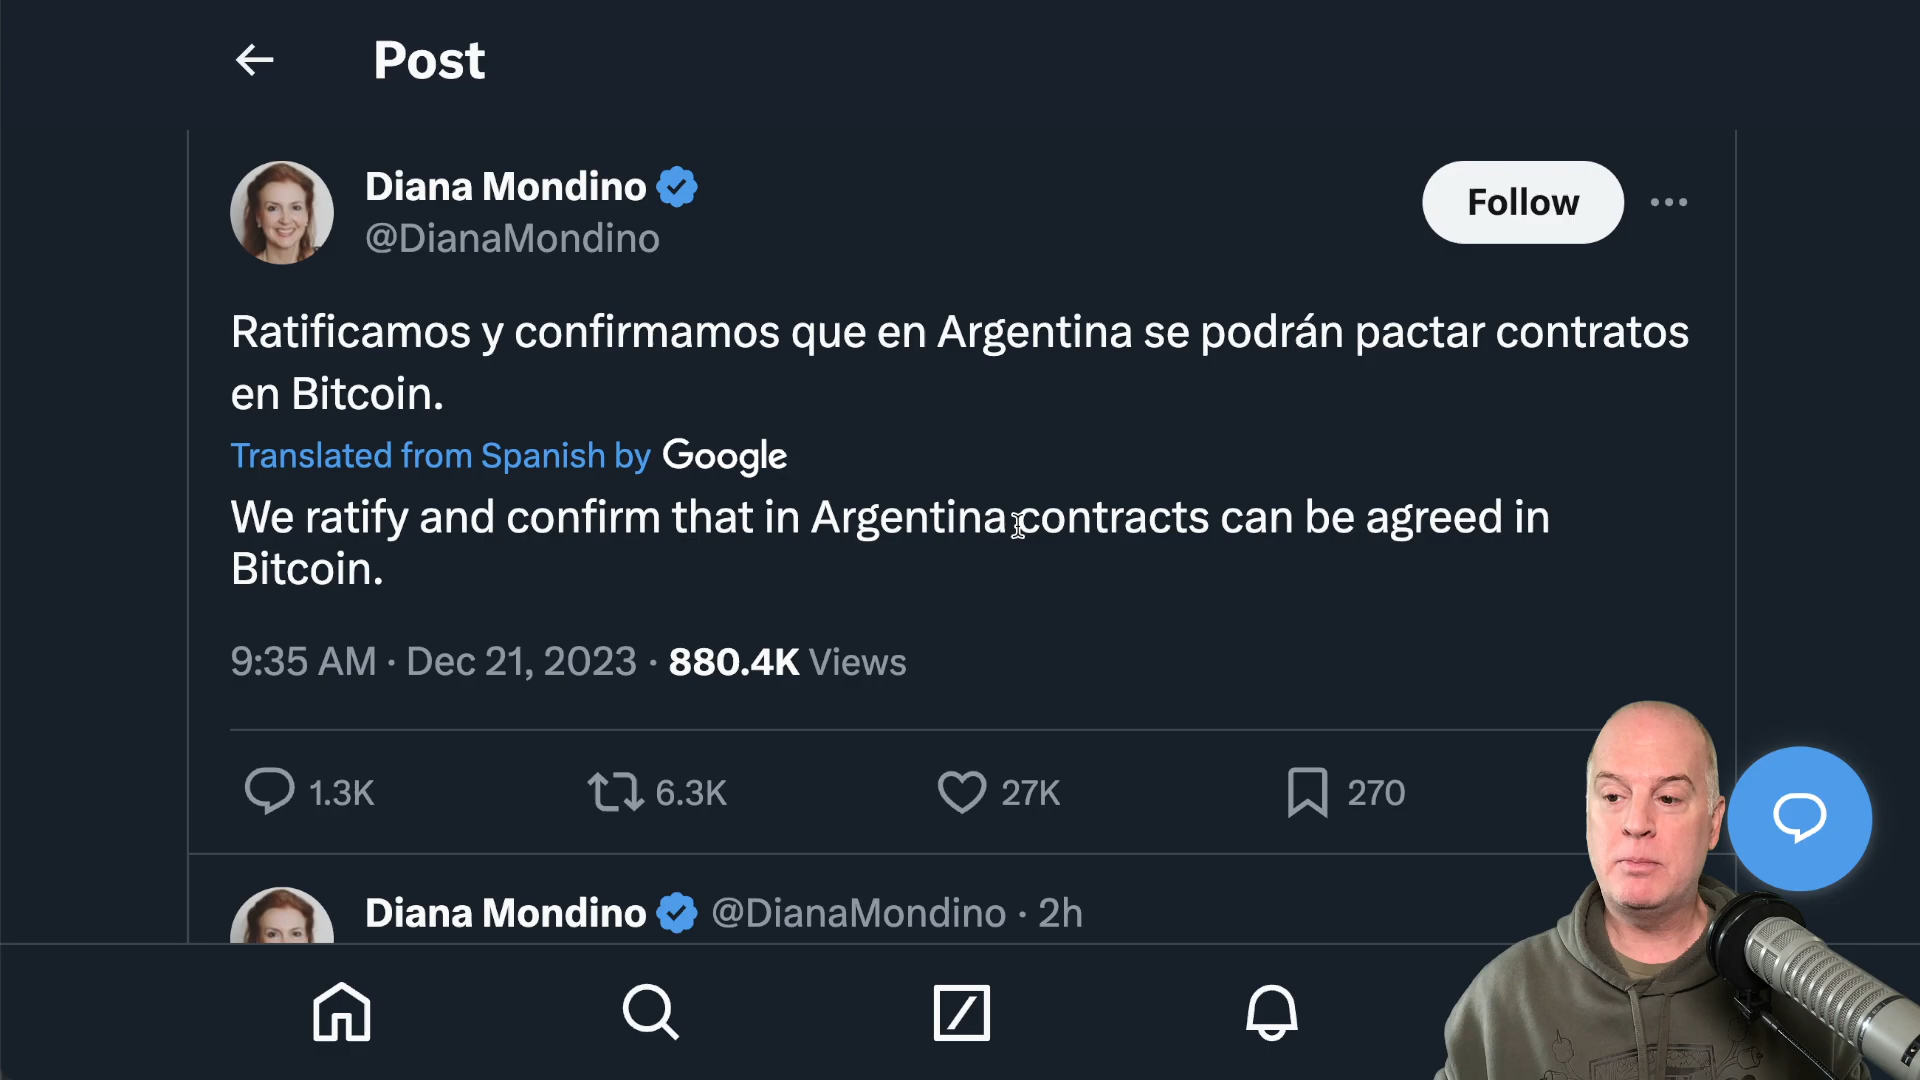 Post
Diana Mondino
@DianaMondino
Follow
Ratificamos y confirmamos que en Argentina se podrán pactar contratos
en Bitcoin.
Translated from Spanish by Google
We ratify and confirm that in Argentina contracts can be agreed in
Bitcoin.
9:35 AM · Dec 21, 2023 · 880.4K Views
1.3K 6.3K 27K 270
Diana Mondino @DianaMondino · 2h